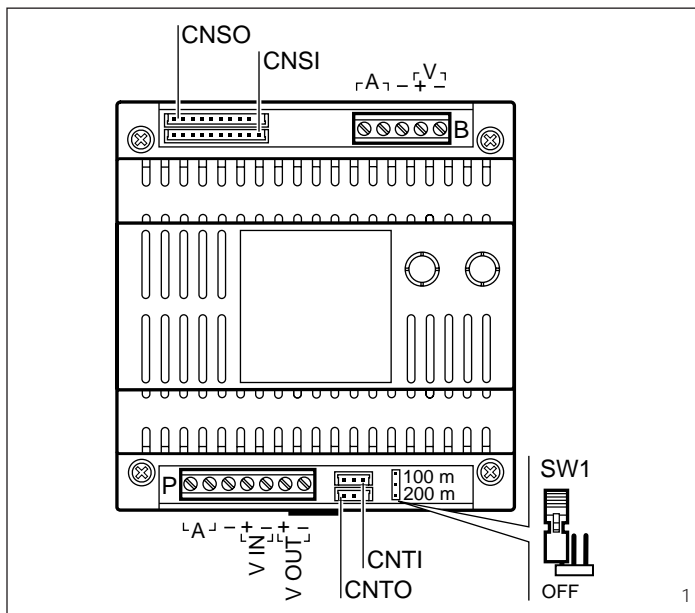 CNSO
CNSI
A − + −
V
B
100 m
200 m
P
A − + − + −
V IN
V OUT
CNTI
CNTO
SW1
OFF
1